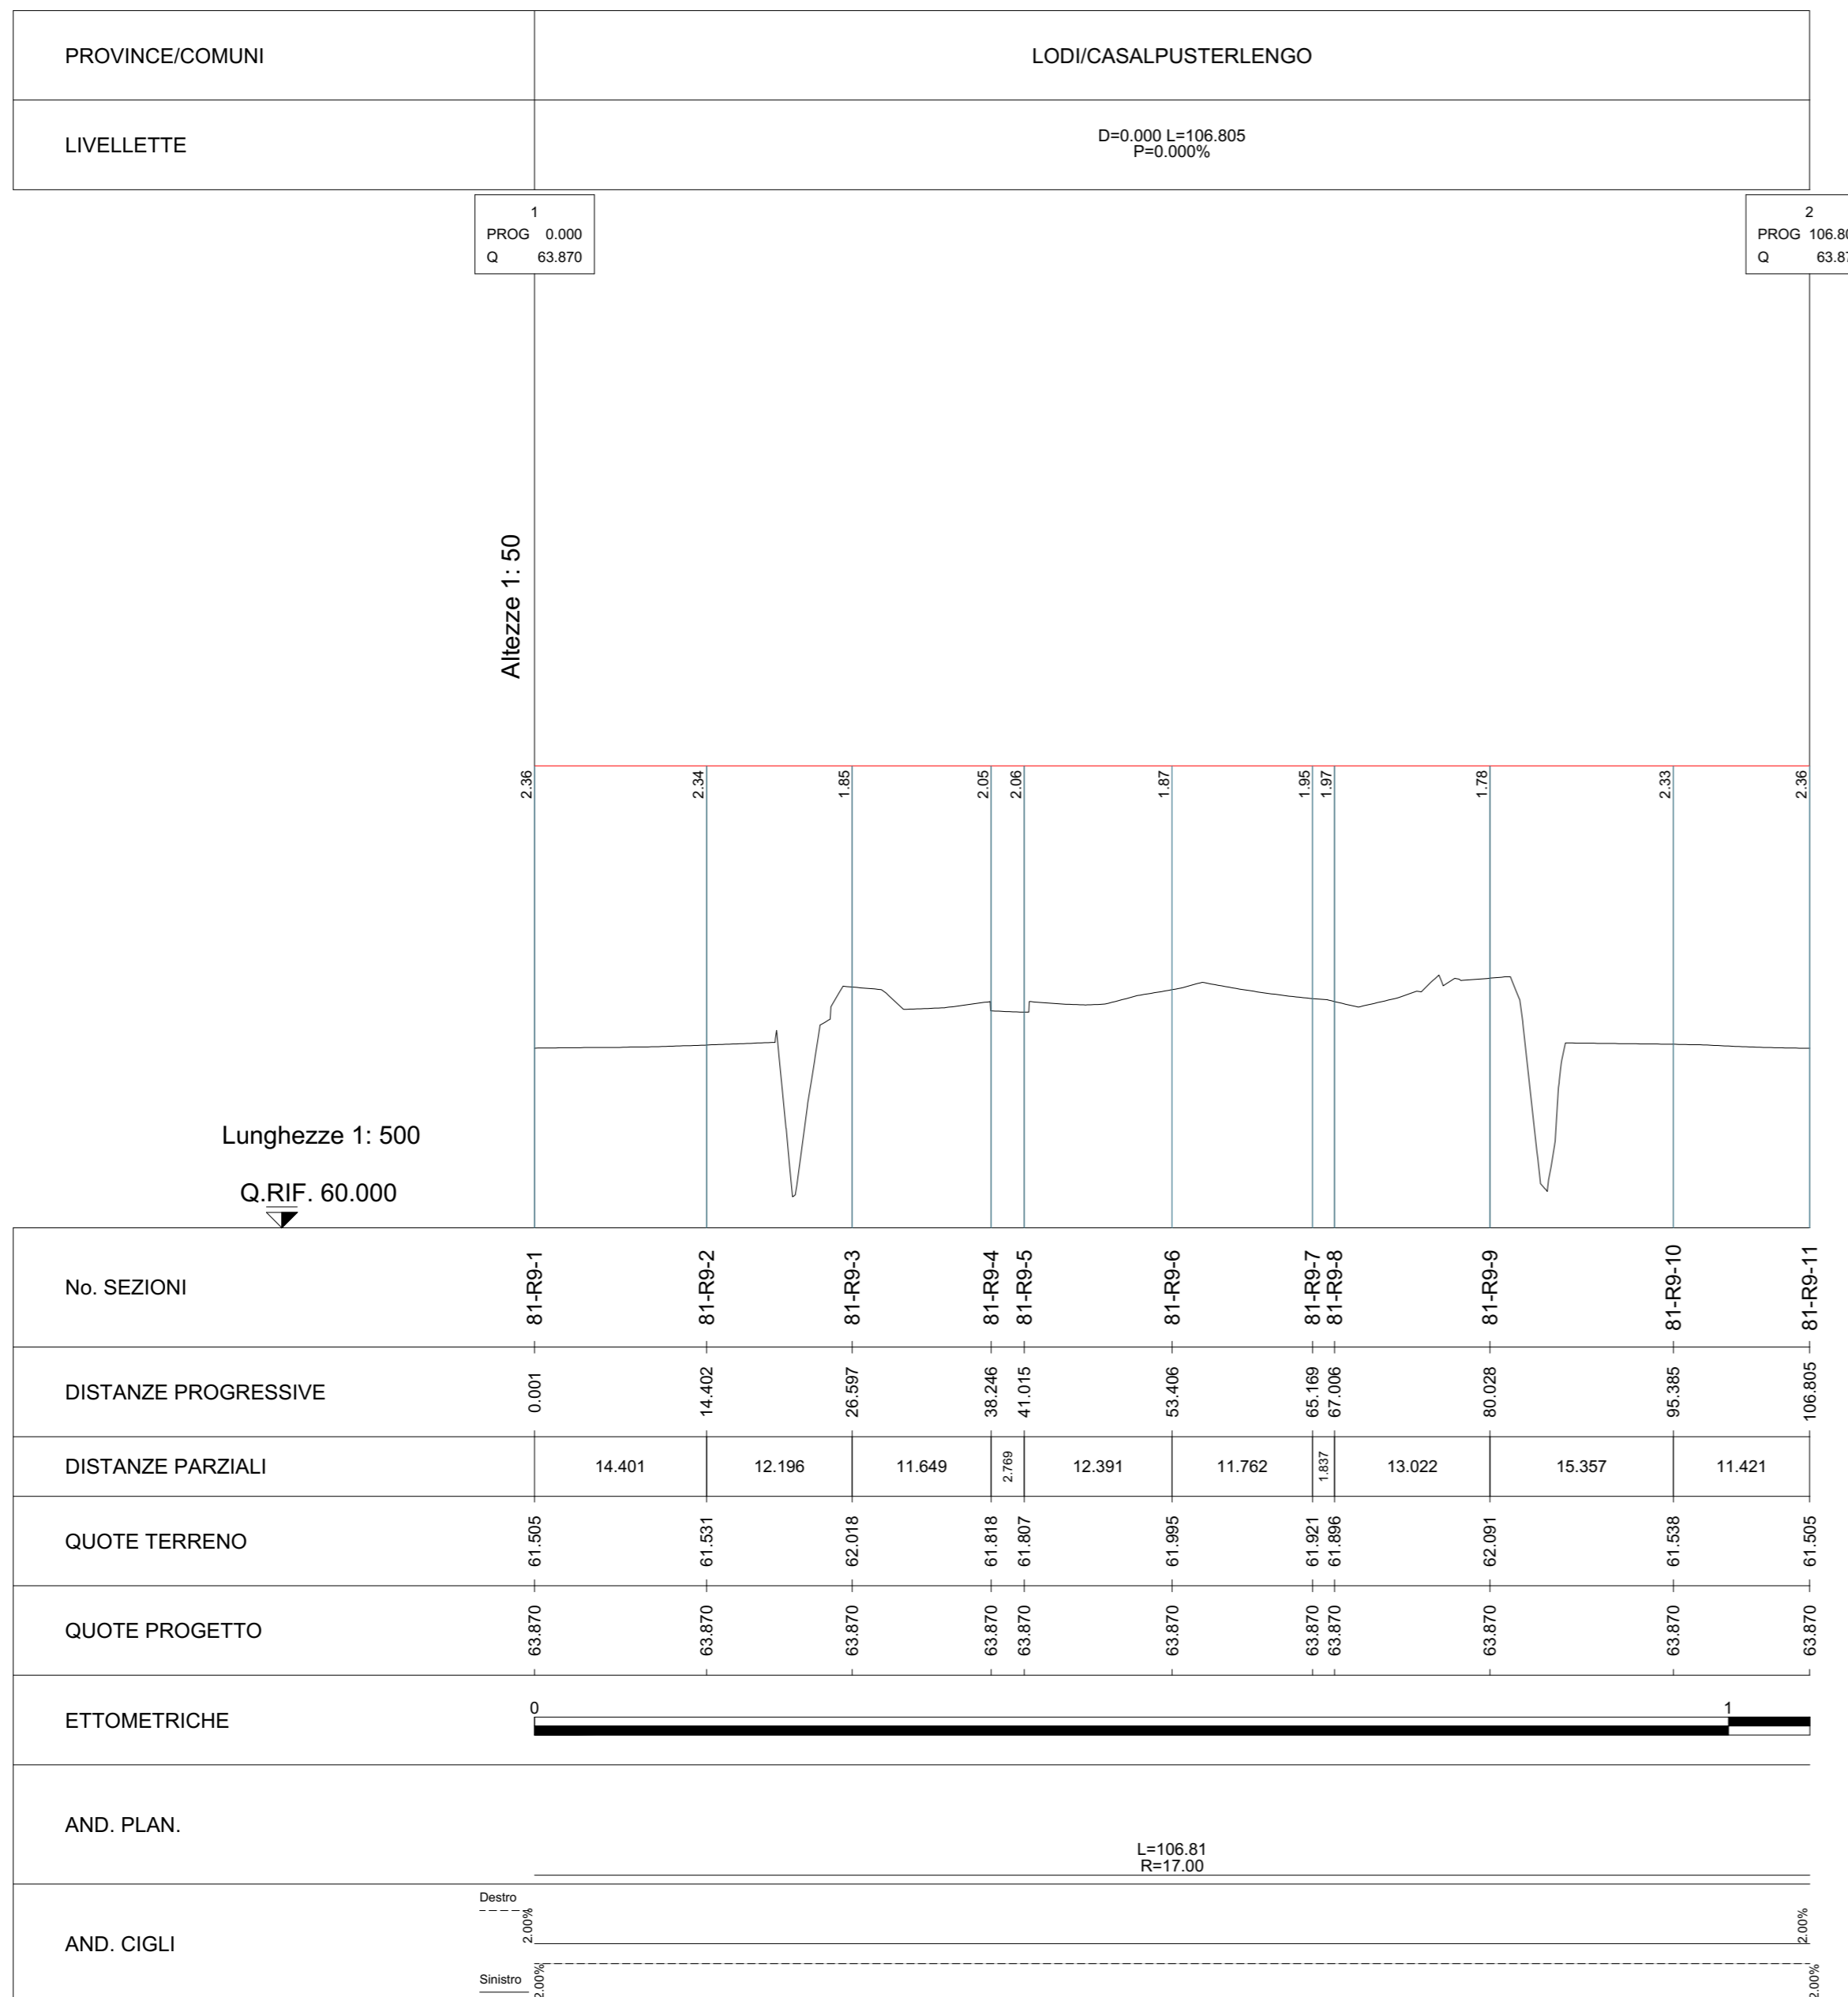 PROVINCE/COMUNI
LODI/CASALPUSTERLENGO
LIVELLETTE
D=0.000 L=106.805
P=0.000%
1
PROG 0.000
Q 63.870
2
PROG 106.80
Q 63.87
Altezze 1: 50
2.36 2.34 1.85 2.05 2.06 1.87 1.95 1.97 1.78 2.33 2.36
Lunghezze 1: 500
Q.RIF. 60.000
No. SEZIONI
81-R9-1 81-R9-2 81-R9-3 81-R9-4 81-R9-5 81-R9-6 81-R9-7 81-R9-8 81-R9-9 81-R9-10 81-R9-11
DISTANZE PROGRESSIVE
0.001 14.402 26.597 38.246 41.015 53.406 65.169 67.006 80.028 95.385 106.805
DISTANZE PARZIALI
14.401 12.196 11.649 2.769 12.391 11.762 1.837 13.022 15.357 11.421
QUOTE TERRENO
61.505 61.531 62.018 61.818 61.807 61.995 61.921 61.896 62.091 61.538 61.505
QUOTE PROGETTO
63.870 63.870 63.870 63.870 63.870 63.870 63.870 63.870 63.870 63.870 63.870
ETTOMETRICHE
0 1
AND. PLAN.
L=106.81
R=17.00
AND. CIGLI
Destro
2.00% 2.00%
Sinistro
2.00% 2.00%